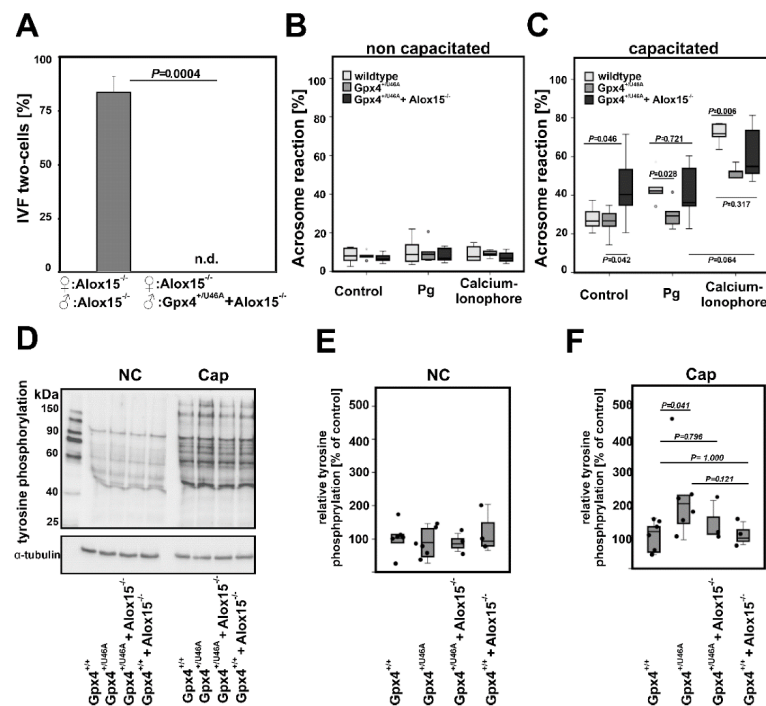 A
IVF two-cells [%]
100
75
50
25
0
P=0.0004
n.d.
♀:Alox15-/- ♀:Alox15-/-
♂:Alox15-/- ♂:Gpx4+/U46A+Alox15-/-
B
non capacitated
Acrosome reaction [%]
100
80
60
40
20
0
wildtype
Gpx4+/U46A
Gpx4+/U46A + Alox15-/-
Control Pg Calcium-
Ionophore
C
capacitated
Acrosome reaction [%]
100
80
60
40
20
0
wildtype
Gpx4+/U46A
Gpx4+/U46A + Alox15-/-
P=0.006
P=0.046 P=0.721
P=0.028
P=0.317
P=0.042 P=0.064
Control Pg Calcium-
Ionophore
D
NC Cap
tyrosine phosphorylation
kDa
150
90
60
40
25
α-tubulin
Gpx4+/+
Gpx4+/U46A
Gpx4+/U46A + Alox15-/-
Gpx4+/+ + Alox15-/-
Gpx4+/+
Gpx4+/U46A
Gpx4+/U46A + Alox15-/-
Gpx4+/+ + Alox15-/-
E
NC
relative tyrosine
phosphprylation [% of control]
500
400
300
200
100
Gpx4+/+
Gpx4+/U46A
Gpx4+/U46A + Alox15-/-
Gpx4+/+ + Alox15-/-
F
Cap
relative tyrosine
phosphprylation [% of control]
500
400
300
200
100
P=0.041
P=0.796
P= 1.000
P=0.121
Gpx4+/+
Gpx4+/U46A
Gpx4+/U46A + Alox15-/-
Gpx4+/+ + Alox15-/-